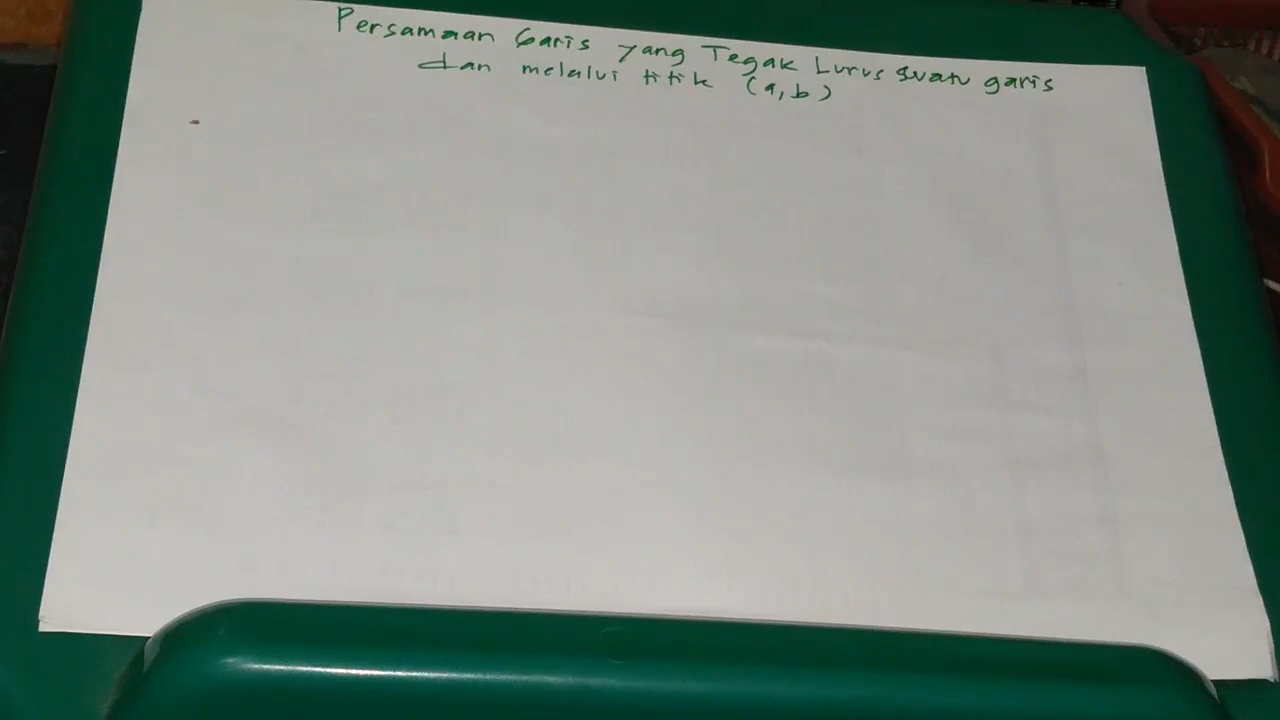 Persamaan Garis yang Tegak Lurus suatu garis
dan melalui titik (a,b)